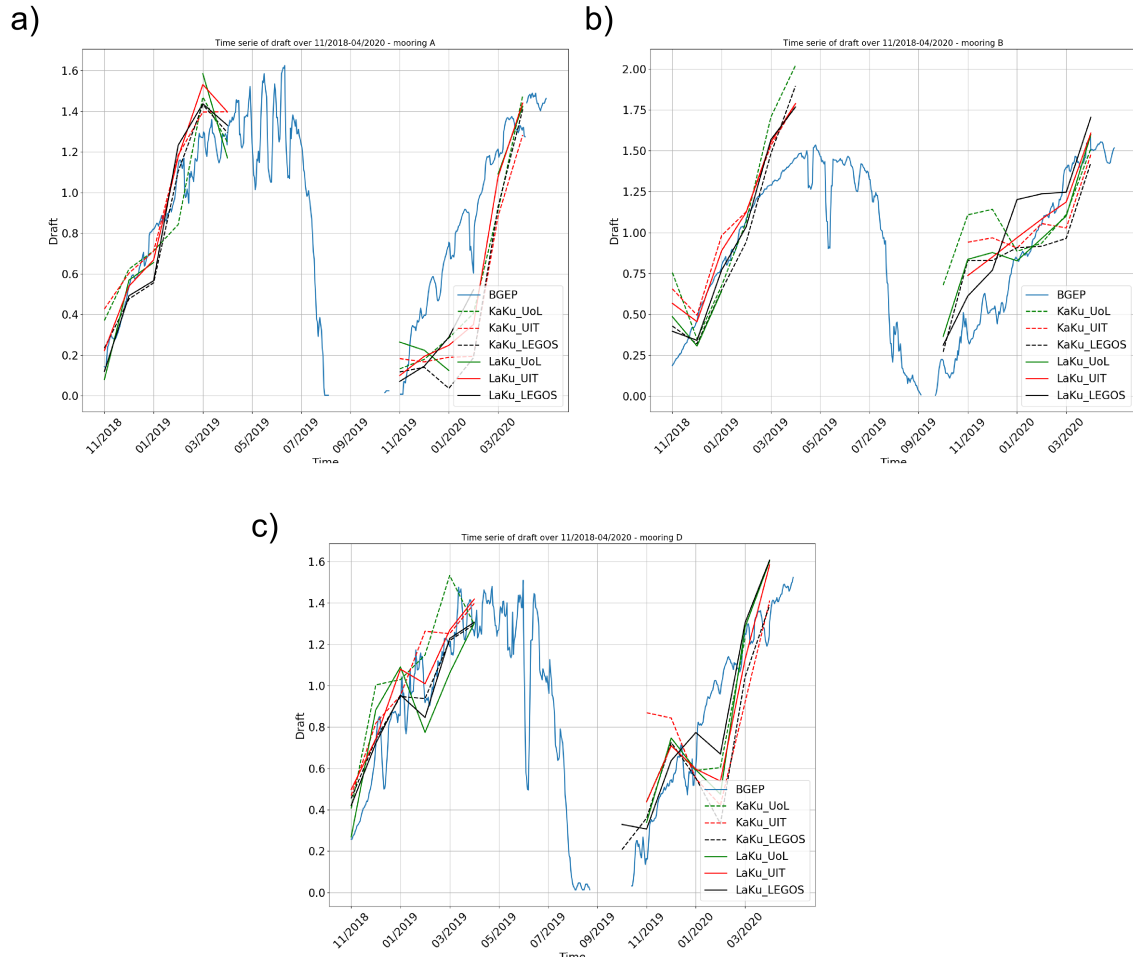 a)
Time serie of draft over 11/2018-04/2020 - mooring A
Draft
1.6
1.4
1.2
1.0
0.8
0.6
0.4
0.2
0.0
BGEP
KaKu_UoL
KaKu_UIT
KaKu_LEGOS
LaKu_UoL
LaKu_UIT
LaKu_LEGOS
11/2018
01/2019
03/2019
05/2019
07/2019
09/2019
11/2019
01/2020
03/2020
Time
b)
Time serie of draft over 11/2018-04/2020 - mooring B
Draft
2.00
1.75
1.50
1.25
1.00
0.75
0.50
0.25
0.00
BGEP
KaKu_UoL
KaKu_UIT
KaKu_LEGOS
LaKu_UoL
LaKu_UIT
LaKu_LEGOS
11/2018
01/2019
03/2019
05/2019
07/2019
09/2019
11/2019
01/2020
03/2020
Time
c)
Time serie of draft over 11/2018-04/2020 - mooring D
Draft
1.6
1.4
1.2
1.0
0.8
0.6
0.4
0.2
0.0
BGEP
KaKu_UoL
KaKu_UIT
KaKu_LEGOS
LaKu_UoL
LaKu_UIT
LaKu_LEGOS
11/2018
01/2019
03/2019
05/2019
07/2019
09/2019
11/2019
01/2020
03/2020
Time